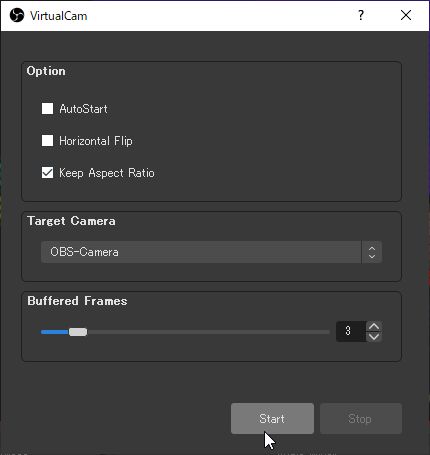 VirtualCam
?
Option
AutoStart
Horizontal Flip
Keep Aspect Ratio
Target Camera
OBS-Camera
Buffered Frames
3
Start
Stop